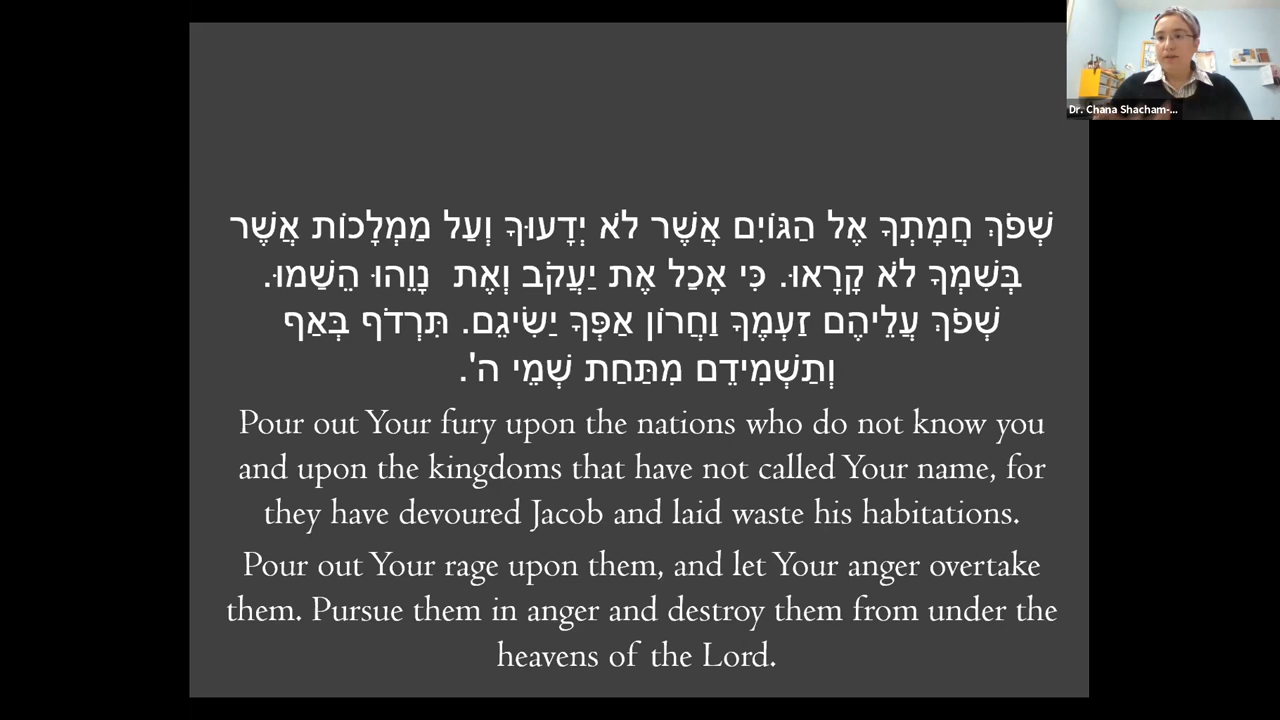 Dr. Chana Shacham-...
שְׁפֹךְ חֲמָתְךָ אֶל הַגּוֹיִם אֲשֶׁר לֹא יְדָעוּךָ וְעַל מַמְלָכוֹת אֲשֶׁר
בְּשִׁמְךָ לֹא קָרָאוּ. כִּי אָכַל אֶת יַעֲקֹב וְאֶת נָוֵהוּ הֵשַׁמוּ.
שְׁפֹךְ עֲלֵיהֶם זַעְמֶךָ וַחֲרוֹן אַפְּךָ יַשִׂיגֵם. תִּרְדֹף בְּאַף
וְתַשְׁמִידֵם מִתַּחַת שְׁמֵי ה'.
Pour out Your fury upon the nations who do not know you
and upon the kingdoms that have not called Your name, for
they have devoured Jacob and laid waste his habitations.
Pour out Your rage upon them, and let Your anger overtake
them. Pursue them in anger and destroy them from under the
heavens of the Lord.